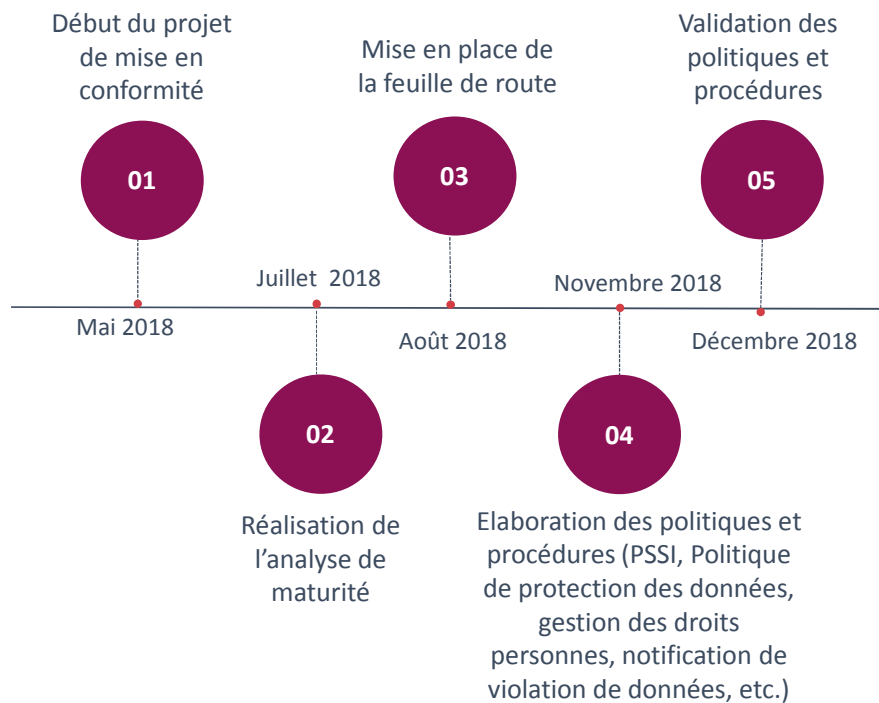 Début du projet
de mise en
conformité
01
Mai 2018
Juillet 2018
02
Réalisation de
l’analyse de
maturité
Mise en place de
la feuille de route
03
Août 2018
Novembre 2018
04
Elaboration des politiques et
procédures (PSSI, Politique
de protection des données,
gestion des droits
personnes, notification de
violation de données, etc.)
Validation des
politiques et
procédures
05
Décembre 2018